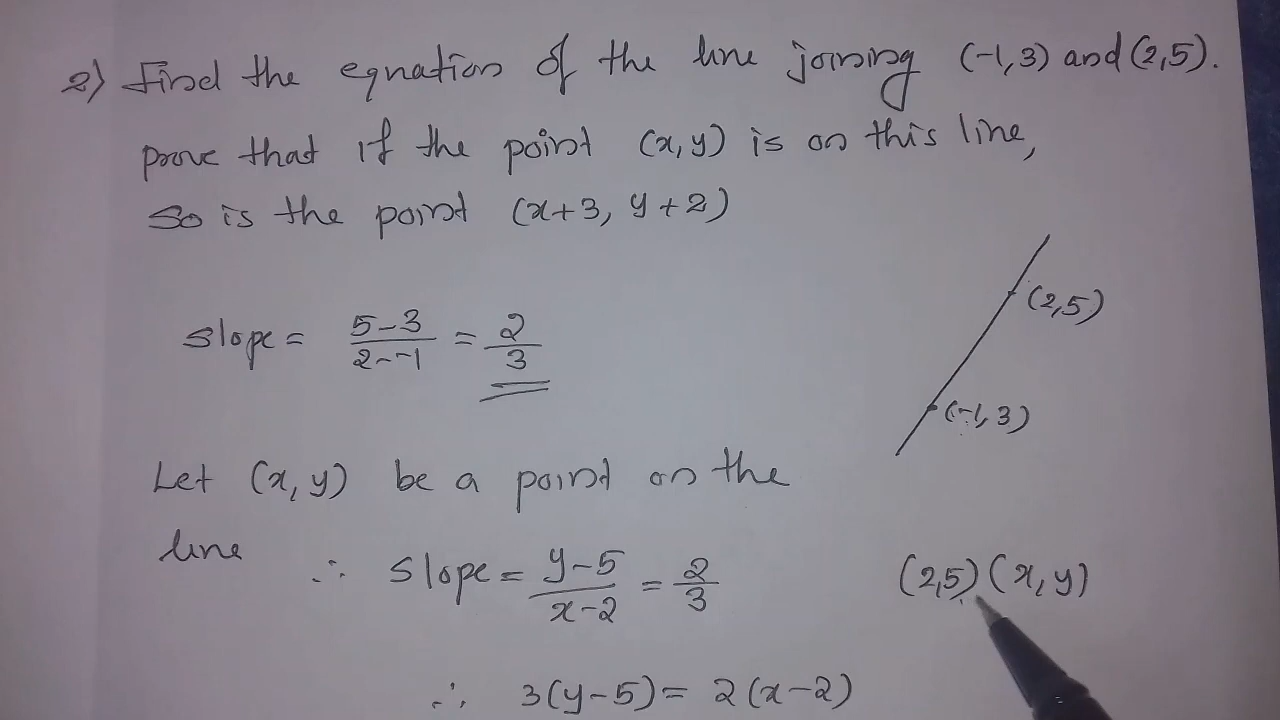 2) Find the equation of the line joining (-1,3) and (2,5).
prove that if the point (x,y) is on this line,
So is the point (x+3, y+2)
(2,5)
slope = 5-3 / 2--1 = 2/3
(-1,3)
Let (x,y) be a point on the
line
∴ slope = y-5 / x-2 = 2/3
(2,5) (x,y)
∴ 3(y-5) = 2(x-2)